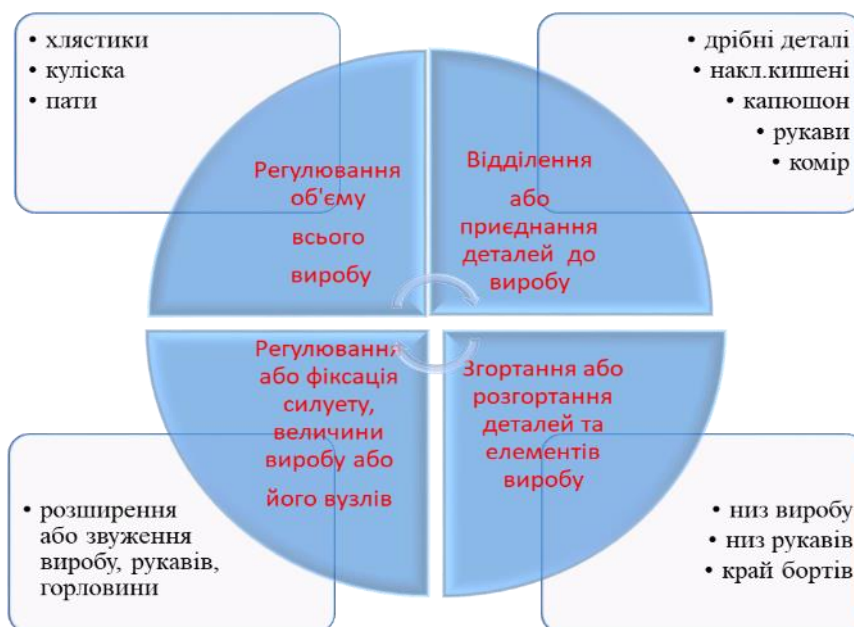 • хлястики
• куліска
• пати
Регулювання
об'єму
всього
виробу
• дрібні деталі
• накл.кишені
• капюшон
• рукави
• комір
Відділення
або
приєднання
деталей до
виробу
Регулювання
або фіксація
силуету,
величини
виробу або
його вузлів
• розширення
або звуження
виробу, рукавів,
горловини
Згортання або
розгортання
деталей та
елементів
виробу
• низ виробу
• низ рукавів
• край бортів